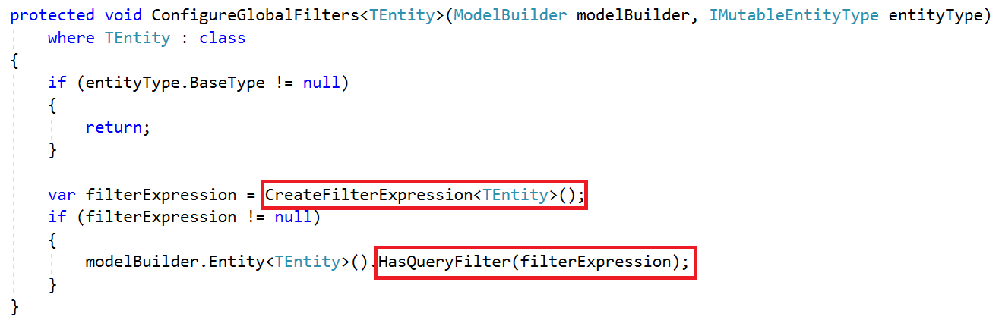 protected void ConfigureGlobalFilters<TEntity>(ModelBuilder modelBuilder, IMutableEntityType entityType)
    where TEntity : class
{
    if (entityType.BaseType != null)
    {
        return;
    }

    var filterExpression = CreateFilterExpression<TEntity>();
    if (filterExpression != null)
    {
        modelBuilder.Entity<TEntity>().HasQueryFilter(filterExpression);
    }
}